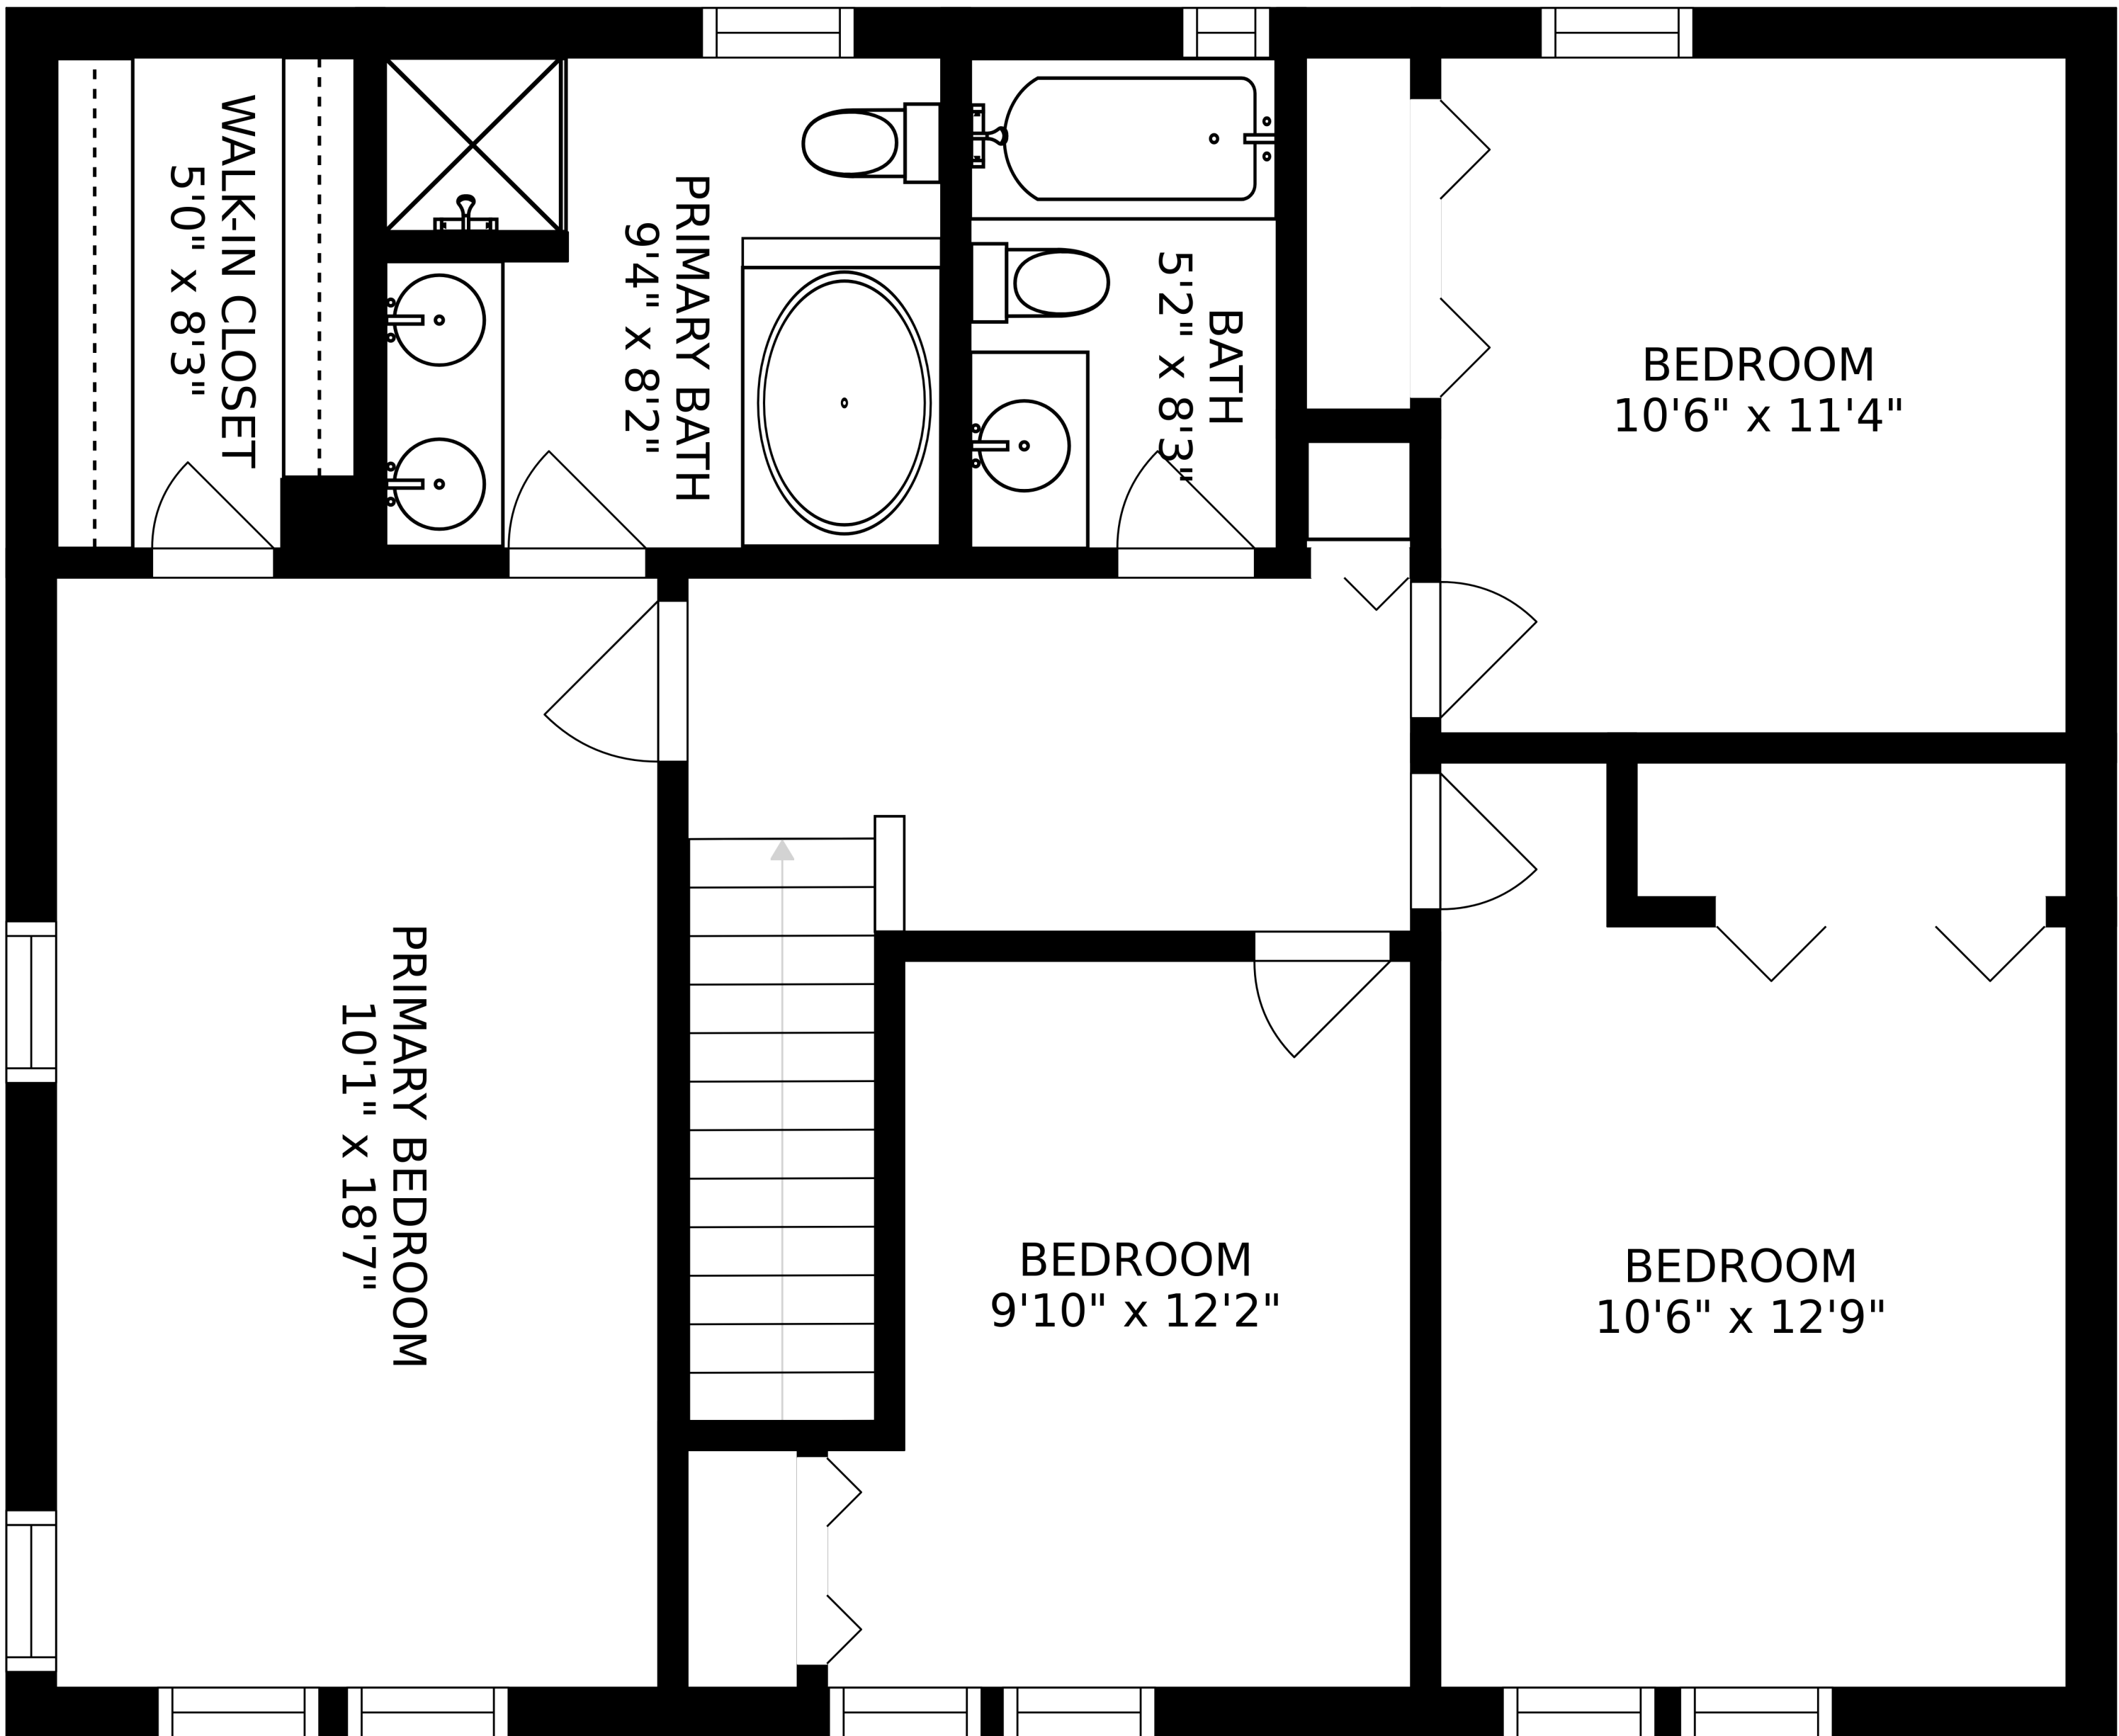 WALK-IN CLOSET
5'0" x 8'3"
PRIMARY BATH
9'4" x 8'2"
BATH
5'2" x 8'3"
BEDROOM
10'6" x 11'4"
PRIMARY BEDROOM
10'1" x 18'7"
BEDROOM
9'10" x 12'2"
BEDROOM
10'6" x 12'9"